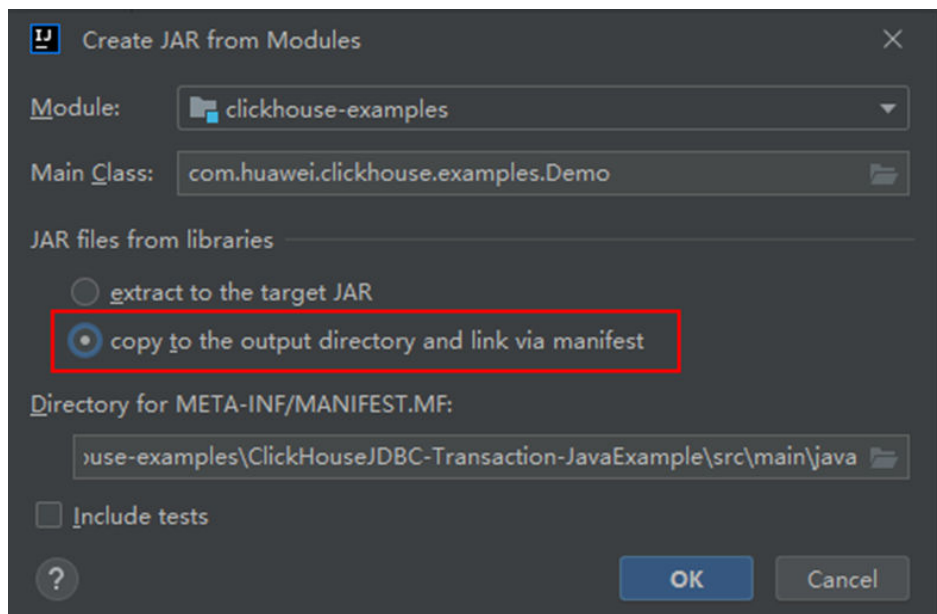 IJ
Create JAR from Modules
Module:
clickhouse-examples
Main Class:
com.huawei.clickhouse.examples.Demo
JAR files from libraries
extract to the target JAR
copy to the output directory and link via manifest
Directory for META-INF/MANIFEST.MF:
use-examples\ClickHouseJDBC-Transaction-JavaExample\src\main\java
Include tests
?
OK
Cancel